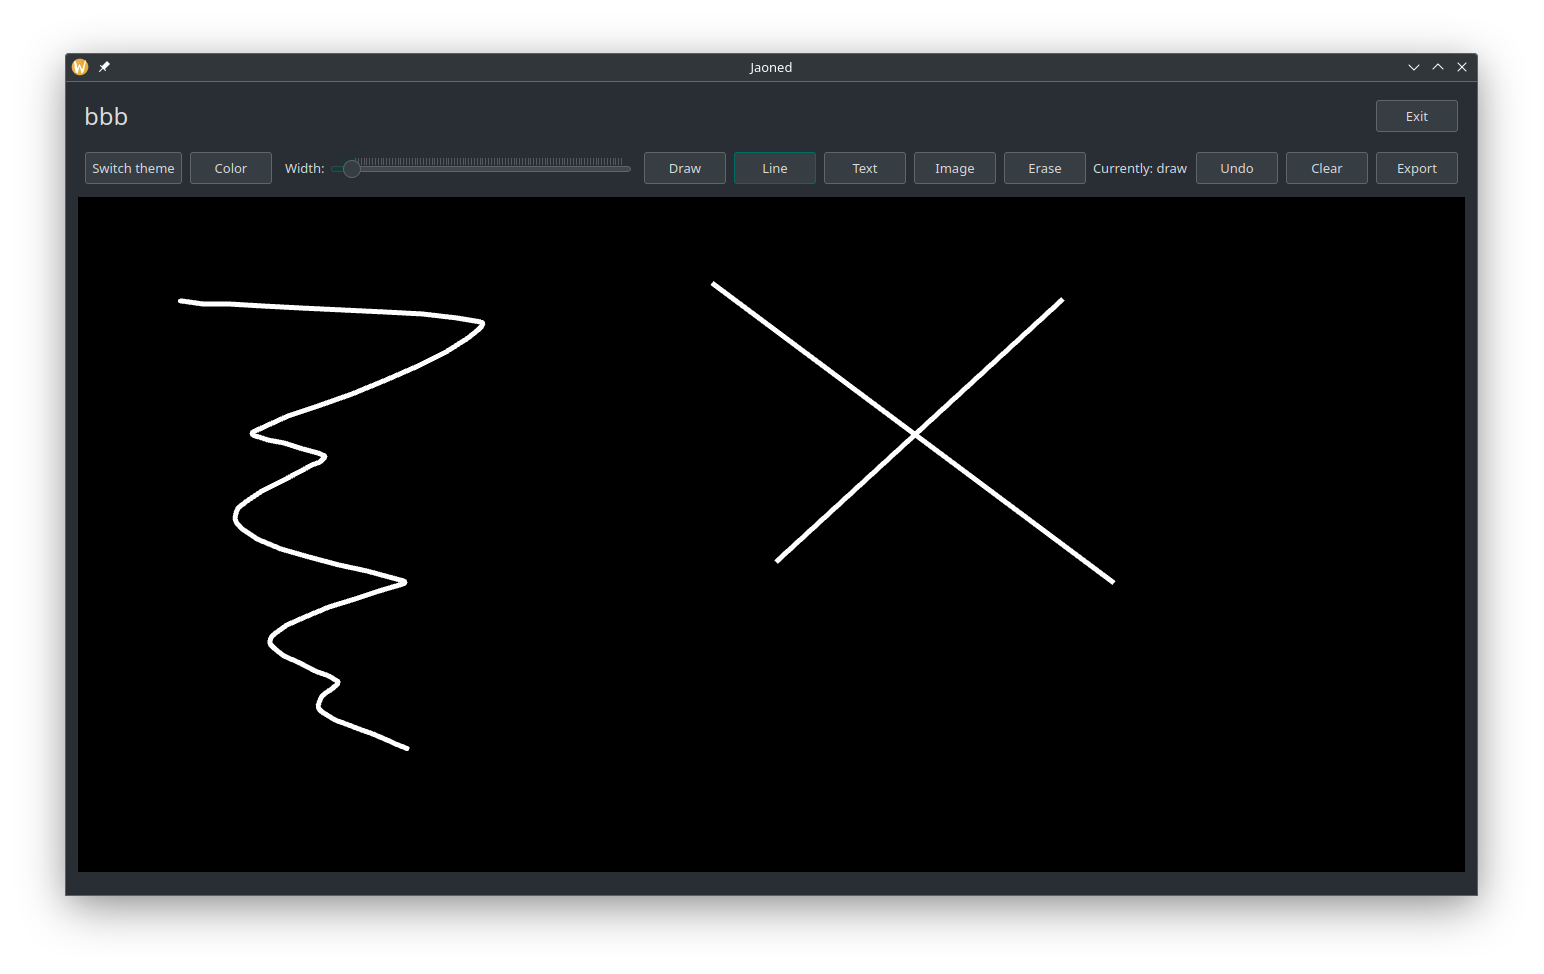 Jaoned
bbb Exit
Switch theme Color Width: Draw Line Text Image Erase Currently: draw Undo Clear Export